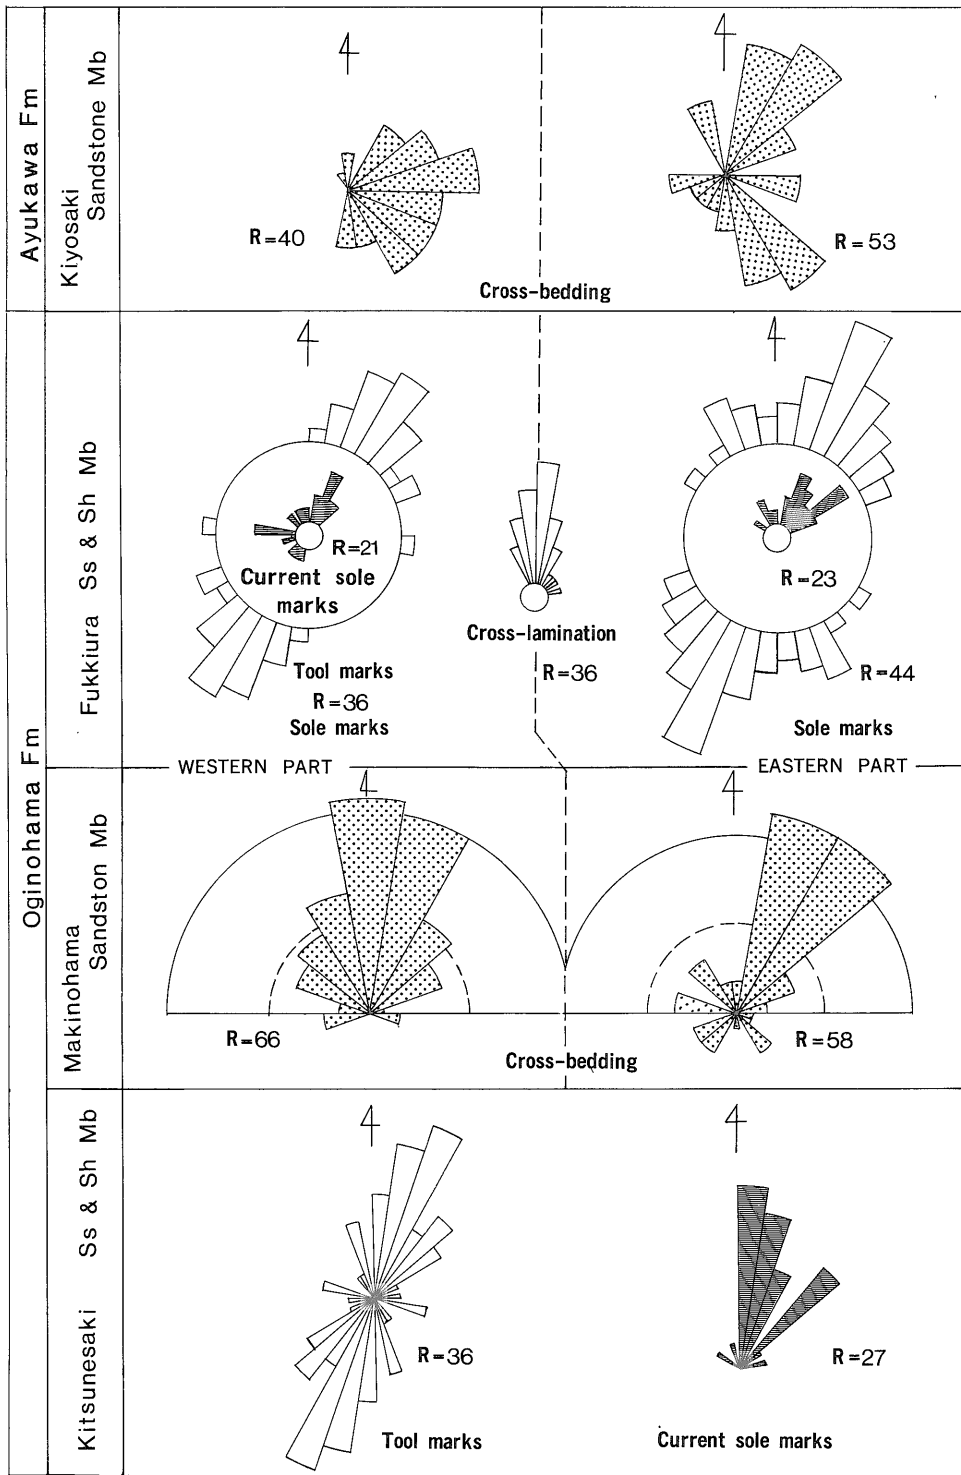 Ayukawa Fm
Kiyosaki
Sandstone Mb
R=40
R=53
Cross-bedding
Oginohama Fm
Fukkiura Ss & Sh Mb
R=21
Current sole
marks
Tool marks
R=36
Sole marks
Cross-lamination
R=36
R=23
R=44
Sole marks
WESTERN PART
EASTERN PART
Makinohama
Sandston Mb
R=66
R=58
Cross-bedding
Kitsunesaki Ss & Sh Mb
R=36
Tool marks
R=27
Current sole marks